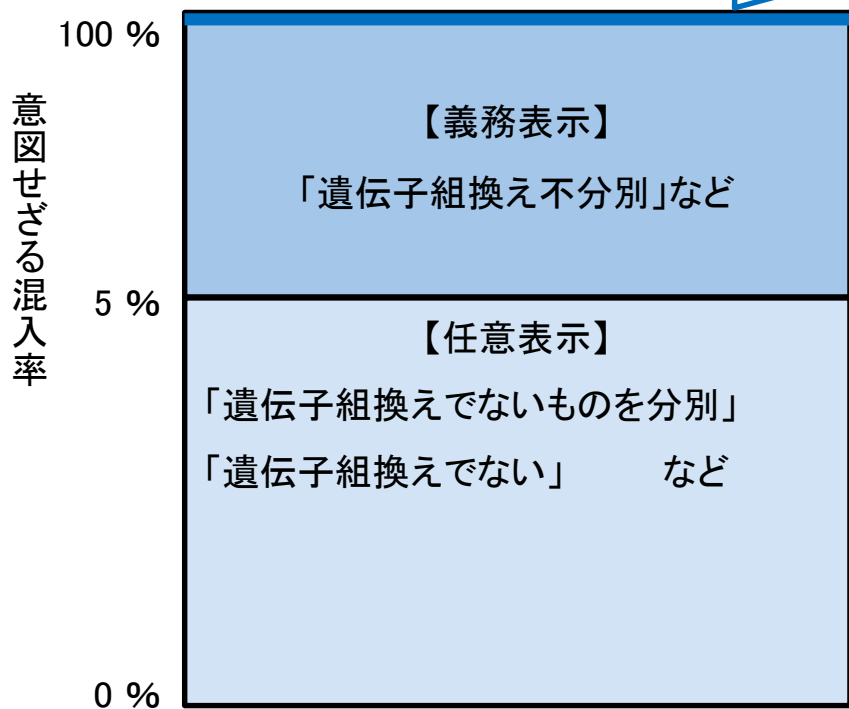 100 %
【義務表示】
「遺伝子組換え不分別」など
意図せざる混入率
5 %
【任意表示】
「遺伝子組換えでないものを分別」
「遺伝子組換えでない」 など
0 %